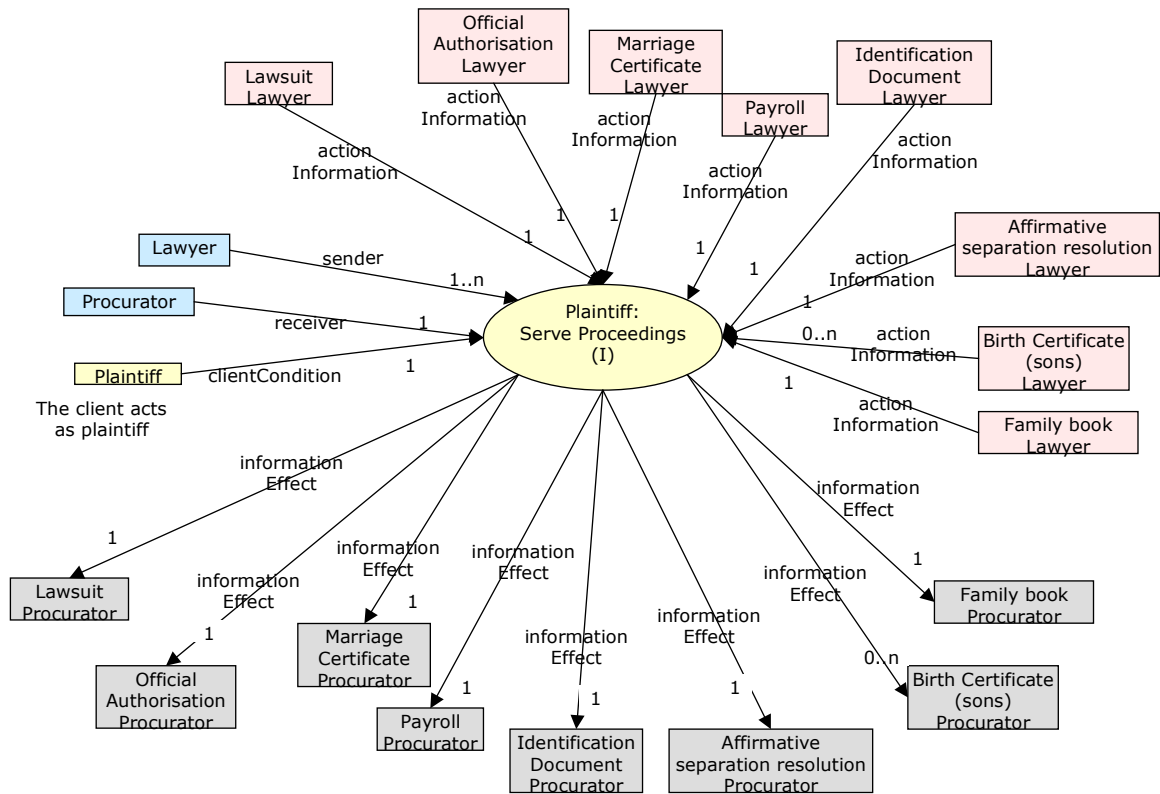 Official
Authorisation
Lawyer
Marriage
Certificate
Lawyer
Identification
Document
Lawyer
Lawsuit
Lawyer
Payroll
Lawyer
action
Information
action
Information
action
Information
action
Information
action
Information
1
1
1
1
1
Affirmative
separation resolution
Lawyer
action
Information
1
Lawyer
sender
1..n
Procurator
receiver
1
Plaintiff
clientCondition
1
The client acts
as plaintiff
Plaintiff:
Serve Proceedings
(I)
0..n
action
Information
Birth Certificate
(sons)
Lawyer
1
action
Information
Family book
Lawyer
information
Effect
1
Lawsuit
Procurator
information
Effect
1
Official
Authorisation
Procurator
information
Effect
1
Marriage
Certificate
Procurator
information
Effect
1
Payroll
Procurator
information
Effect
1
Identification
Document
Procurator
information
Effect
1
Affirmative
separation resolution
Procurator
information
Effect
0..n
Birth Certificate
(sons)
Procurator
information
Effect
1
Family book
Procurator